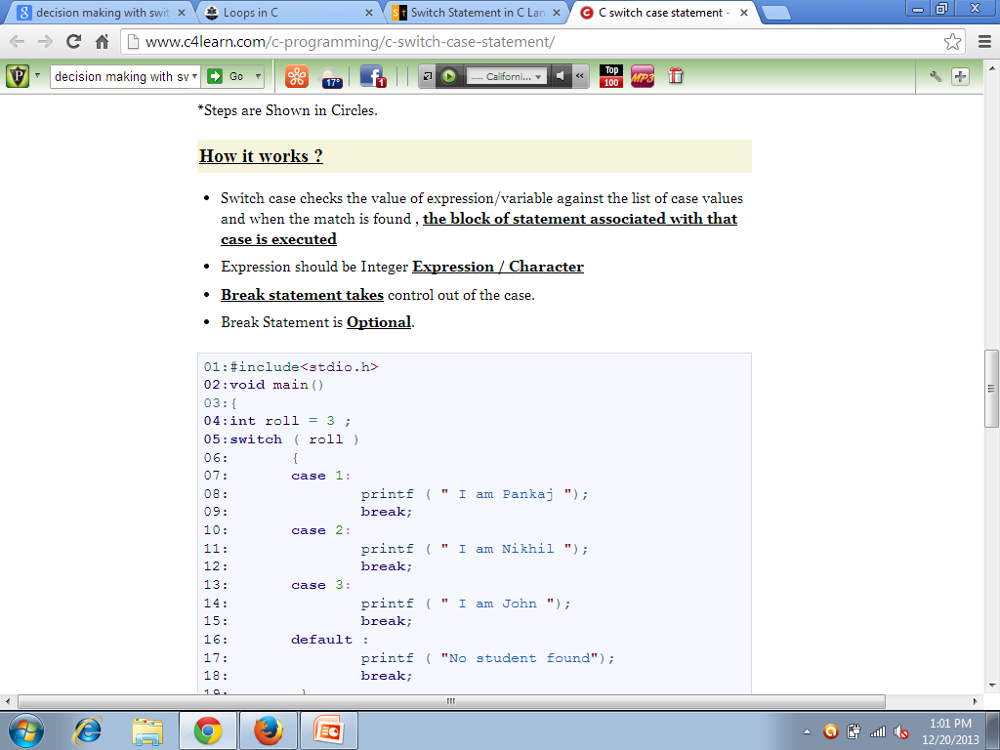 decision making with swit
Loops in C
Switch Statement in C Lan
C switch case statement -
www.c4learn.com/c-programming/c-switch-case-statement/
decision making with sv
Go
17°
1
..... Californi...
Top
100
MP3
*Steps are Shown in Circles.
How it works ?
Switch case checks the value of expression/variable against the list of case values
and when the match is found , the block of statement associated with that
case is executed
Expression should be Integer Expression / Character
Break statement takes control out of the case.
Break Statement is Optional.
01:#include<stdio.h>
02:void main()
03:{
04:int roll = 3 ;
05:switch ( roll )
06: {
07: case 1:
08: printf ( " I am Pankaj ");
09: break;
10: case 2:
11: printf ( " I am Nikhil ");
12: break;
13: case 3:
14: printf ( " I am John ");
15: break;
16: default :
17: printf ( "No student found");
18: break;
19: }
1:01 PM
12/20/2013